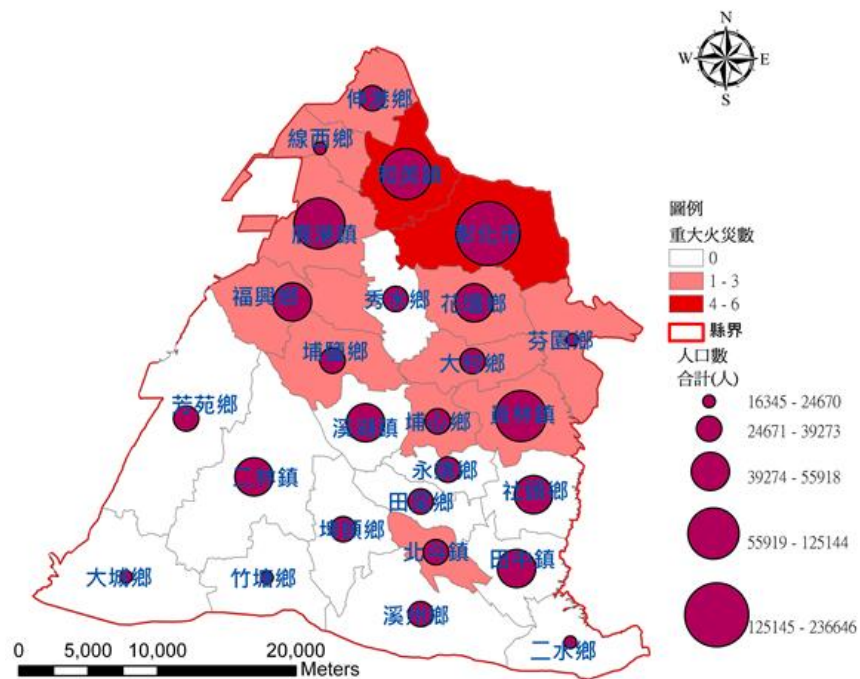 N
W E
S
伸港鄉
線西鄉
和美鎮
鹿港鎮
彰化市
福興鄉
秀水鄉
花壇鄉
芬園鄉
埔鹽鄉
大村鄉
芳苑鄉
溪湖鎮
埔心鄉
員林鎮
二林鎮
永靖鄉
田尾鄉
社頭鄉
埤頭鄉
北斗鎮
田中鎮
大城鄉
竹塘鄉
溪州鄉
二水鄉
圖例
重大火災數
0
1 - 3
4 - 6
縣界
人口數
合計(人)
16345 - 24670
24671 - 39273
39274 - 55918
55919 - 125144
125145 - 236646
0 5,000 10,000 20,000
Meters